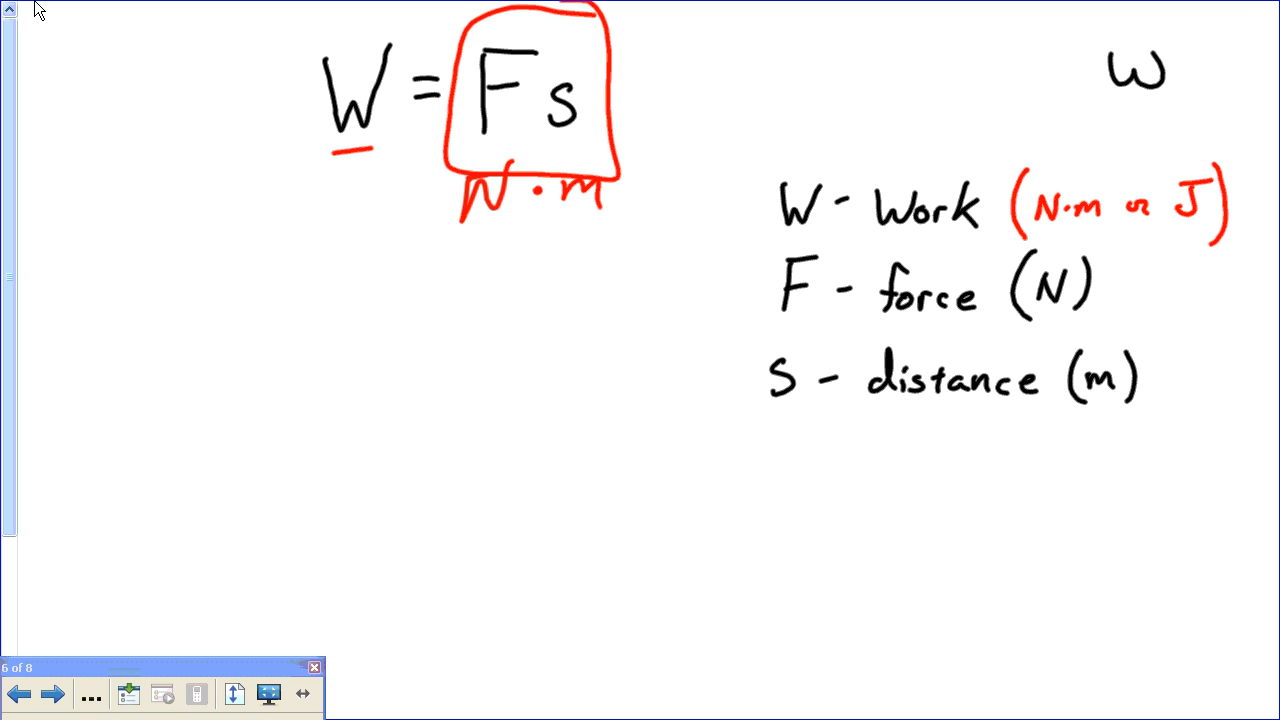 W = Fs
w
N · m
W - Work (N·m or J)
F - force (N)
s - distance (m)
6 of 8
...